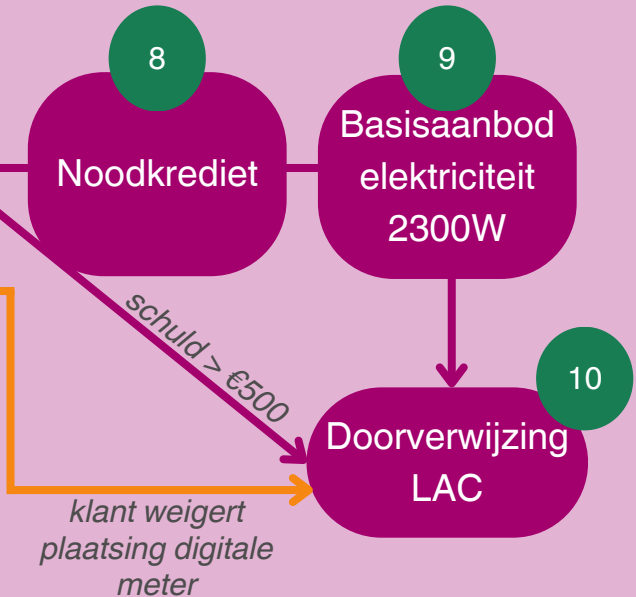 8
Noodkrediet
9
Basisaanbod
elektriciteit
2300W
schuld > €500
10
Doorverwijzing
LAC
klant weigert
plaatsing digitale
meter